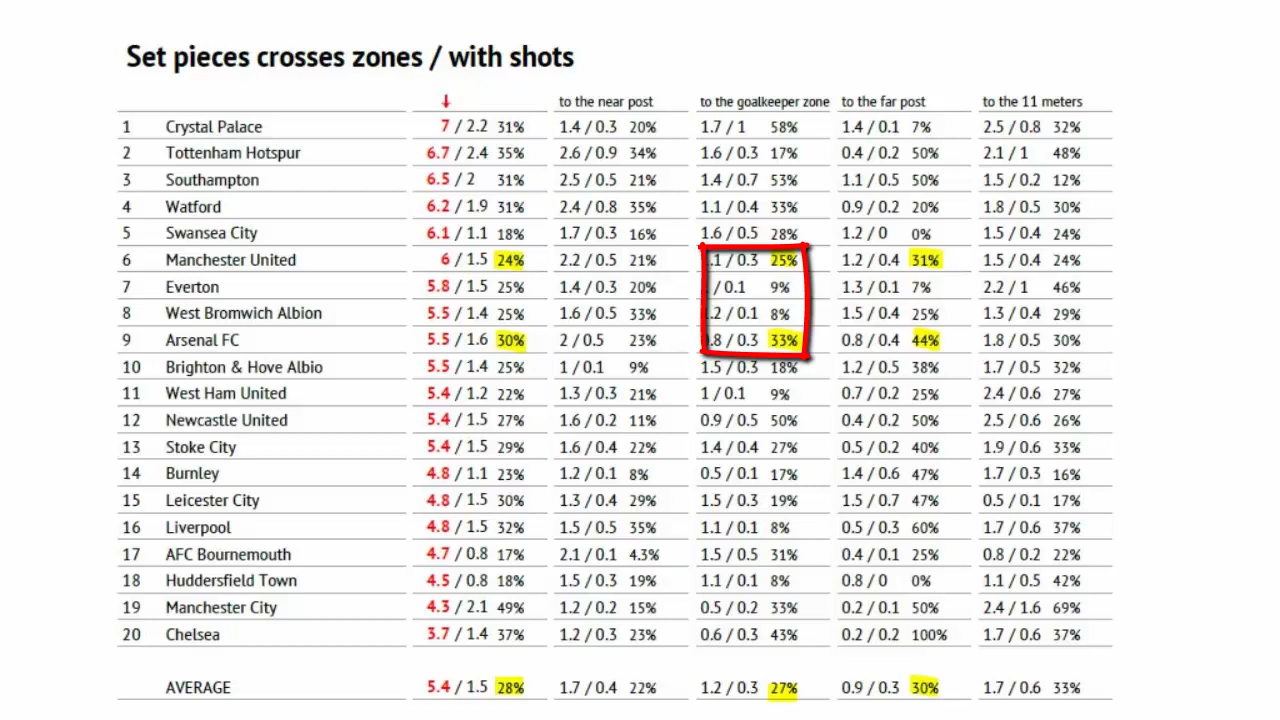 Set pieces crosses zones / with shots
↓ to the near post to the goalkeeper zone to the far post to the 11 meters
1 Crystal Palace 7 / 2.2 31% 1.4 / 0.3 20% 1.7 / 1 58% 1.4 / 0.1 7% 2.5 / 0.8 32%
2 Tottenham Hotspur 6.7 / 2.4 35% 2.6 / 0.9 34% 1.6 / 0.3 17% 0.4 / 0.2 50% 2.1 / 1 48%
3 Southampton 6.5 / 2 31% 2.5 / 0.5 21% 1.4 / 0.7 53% 1.1 / 0.5 50% 1.5 / 0.2 12%
4 Watford 6.2 / 1.9 31% 2.4 / 0.8 35% 1.1 / 0.4 33% 0.9 / 0.2 20% 1.8 / 0.5 30%
5 Swansea City 6.1 / 1.1 18% 1.7 / 0.3 16% 1.6 / 0.5 28% 1.2 / 0 0% 1.5 / 0.4 24%
6 Manchester United 6 / 1.5 24% 2.2 / 0.5 21% .1 / 0.3 25% 1.2 / 0.4 31% 1.5 / 0.4 24%
7 Everton 5.8 / 1.5 25% 1.4 / 0.3 20% / 0.1 9% 1.3 / 0.1 7% 2.2 / 1 46%
8 West Bromwich Albion 5.5 / 1.4 25% 1.6 / 0.5 33% .2 / 0.1 8% 1.5 / 0.4 25% 1.3 / 0.4 29%
9 Arsenal FC 5.5 / 1.6 30% 2 / 0.5 23% .8 / 0.3 33% 0.8 / 0.4 44% 1.8 / 0.5 30%
10 Brighton & Hove Albio 5.5 / 1.4 25% 1 / 0.1 9% 1.5 / 0.3 18% 1.2 / 0.5 38% 1.7 / 0.5 32%
11 West Ham United 5.4 / 1.2 22% 1.3 / 0.3 21% 1 / 0.1 9% 0.7 / 0.2 25% 2.4 / 0.6 27%
12 Newcastle United 5.4 / 1.5 27% 1.6 / 0.2 11% 0.9 / 0.5 50% 0.4 / 0.2 50% 2.5 / 0.6 26%
13 Stoke City 5.4 / 1.5 29% 1.6 / 0.4 22% 1.4 / 0.4 27% 0.5 / 0.2 40% 1.9 / 0.6 33%
14 Burnley 4.8 / 1.1 23% 1.2 / 0.1 8% 0.5 / 0.1 17% 1.4 / 0.6 47% 1.7 / 0.3 16%
15 Leicester City 4.8 / 1.5 30% 1.3 / 0.4 29% 1.5 / 0.3 19% 1.5 / 0.7 47% 0.5 / 0.1 17%
16 Liverpool 4.8 / 1.5 32% 1.5 / 0.5 35% 1.1 / 0.1 8% 0.5 / 0.3 60% 1.7 / 0.6 37%
17 AFC Bournemouth 4.7 / 0.8 17% 2.1 / 0.1 4.3% 1.5 / 0.5 31% 0.4 / 0.1 25% 0.8 / 0.2 22%
18 Huddersfield Town 4.5 / 0.8 18% 1.5 / 0.3 19% 1.1 / 0.1 8% 0.8 / 0 0% 1.1 / 0.5 42%
19 Manchester City 4.3 / 2.1 49% 1.2 / 0.2 15% 0.5 / 0.2 33% 0.2 / 0.1 50% 2.4 / 1.6 69%
20 Chelsea 3.7 / 1.4 37% 1.2 / 0.3 23% 0.6 / 0.3 43% 0.2 / 0.2 100% 1.7 / 0.6 37%
AVERAGE 5.4 / 1.5 28% 1.7 / 0.4 22% 1.2 / 0.3 27% 0.9 / 0.3 30% 1.7 / 0.6 33%